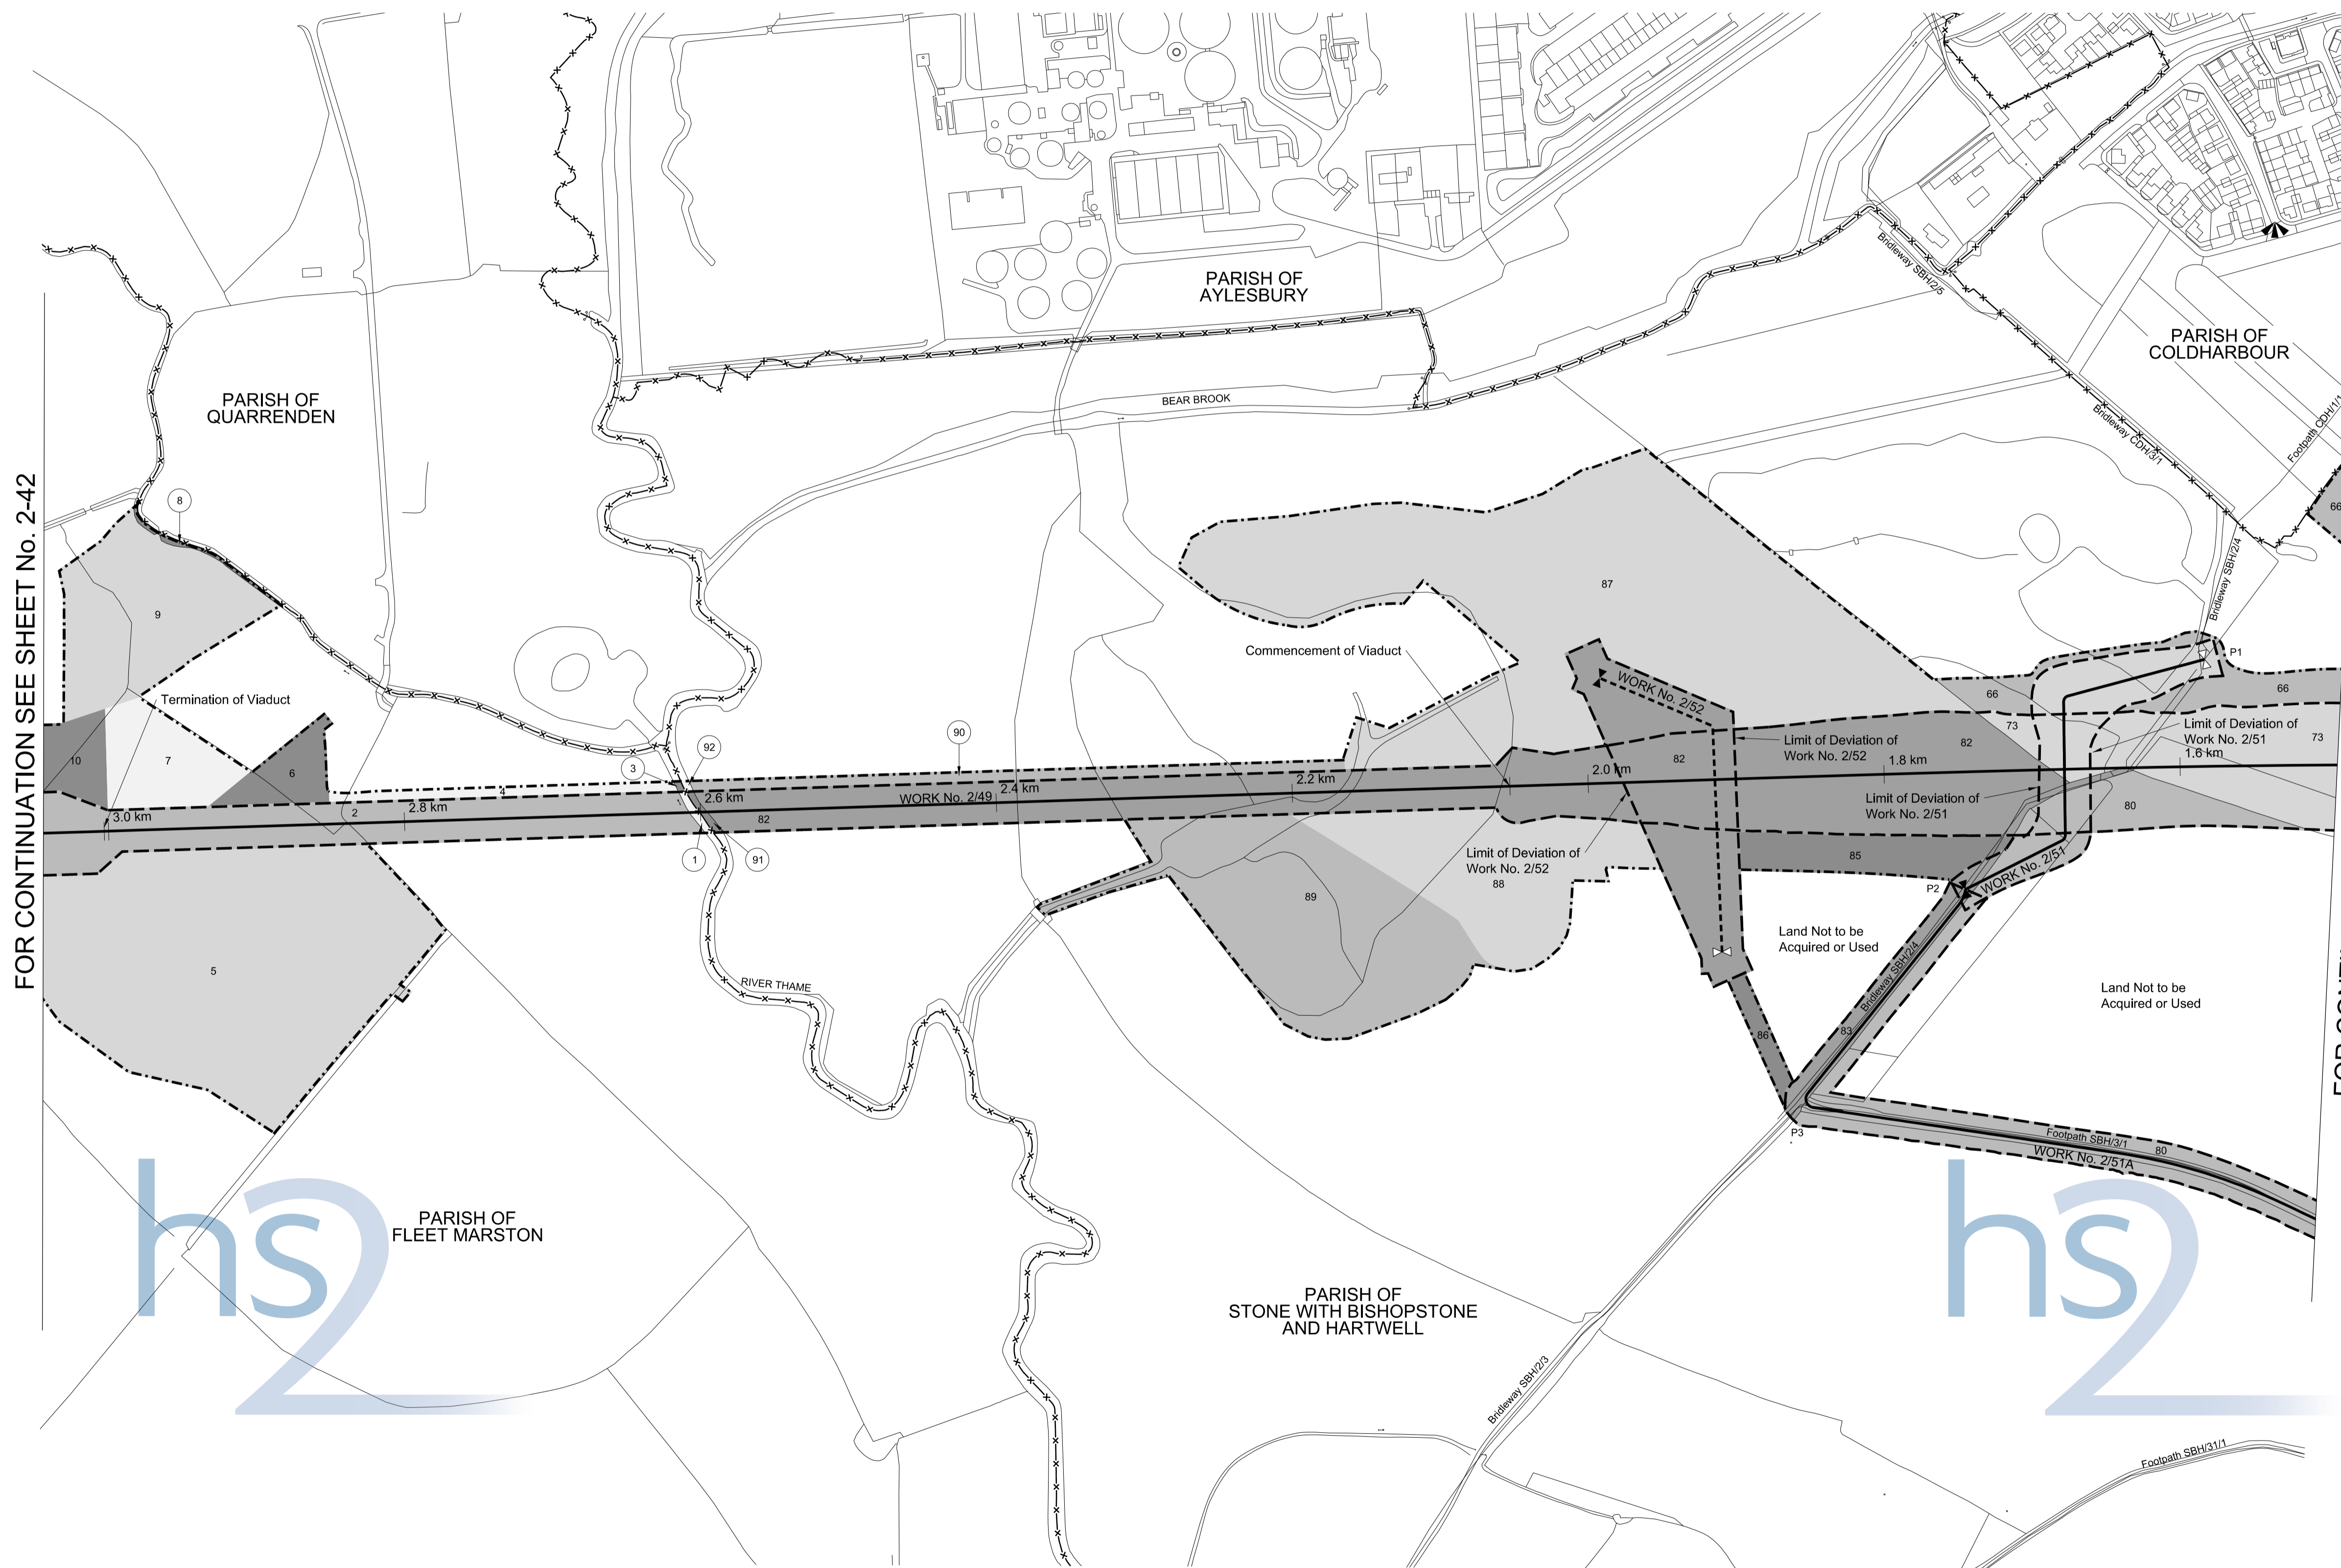 PARISH OF
AYLESBURY
Bridleway SBH/2/5
PARISH OF
COLDHARBOUR
PARISH OF
QUARRENDEN
BEAR BROOK
Bridleway CDH/3/1
Footpath CDH/1/1
FOR CONTINUATION SEE SHEET No. 2-42
8
66
9
87
Bridleway SBH/2/4
Commencement of Viaduct
P1
Termination of Viaduct
WORK No. 2/52
66
66
90
92
73
Limit of Deviation of
Work No. 2/51
73
Limit of Deviation of
Work No. 2/52
82
82
10
7
6
3
1.6 km
1.8 km
2.0 km
2.2 km
2.4 km
2.6 km
2.8 km
3.0 km
4
2
WORK No. 2/49
82
Limit of Deviation of
Work No. 2/51
80
1
91
Limit of Deviation of
Work No. 2/52
88
85
WORK No. 2/51
P2
89
Land Not to be
Acquired or Used
Bridleway SBH/2/4
5
RIVER THAME
Land Not to be
Acquired or Used
86
83
P3
Footpath SBH/3/1
80
WORK No. 2/51A
hs2
PARISH OF
FLEET MARSTON
hs2
PARISH OF
STONE WITH BISHOPSTONE
AND HARTWELL
Bridleway SBH/2/3
Footpath SBH/31/1